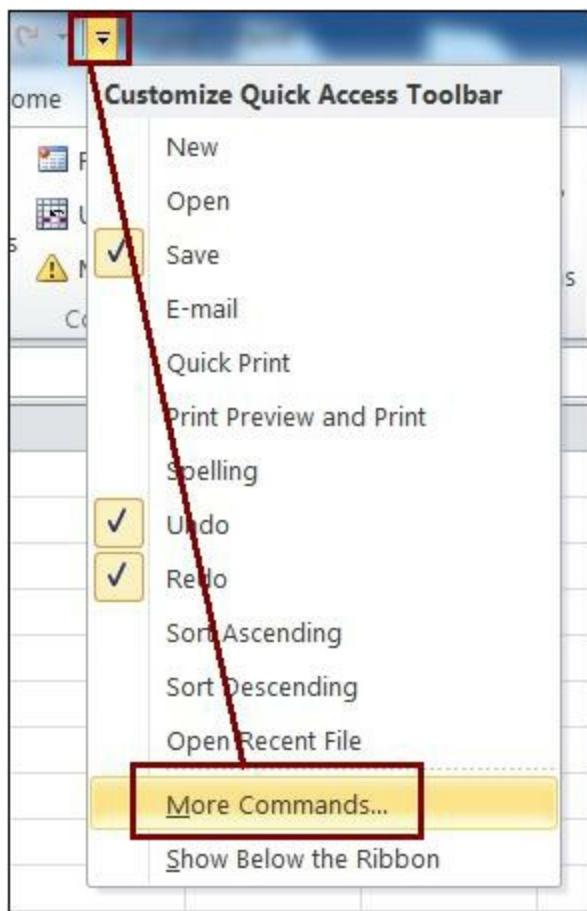 ome
Customize Quick Access Toolbar
New
Open
Save
E-mail
Quick Print
Print Preview and Print
Spelling
Undo
Redo
Sort Ascending
Sort Descending
Open Recent File
More Commands...
Show Below the Ribbon